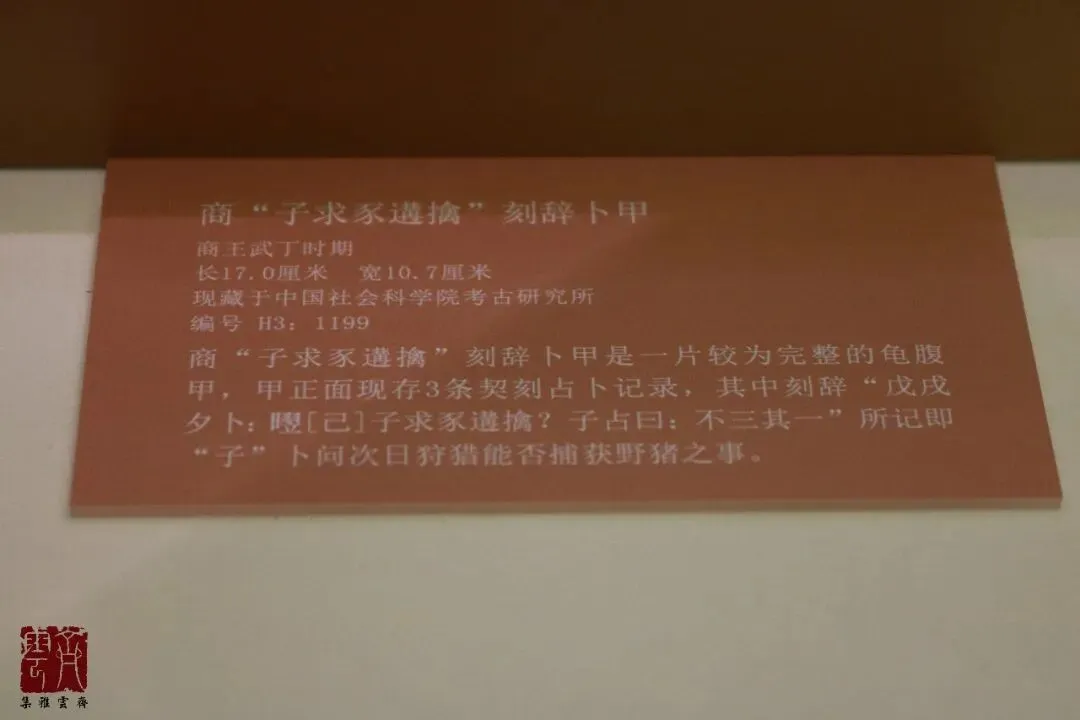 商“子求豕遘擒”刻辞卜甲
商王武丁时期
长17.0厘米 宽10.7厘米
现藏于中国社会科学院考古研究所
编号 H3：1199
商“子求豕遘擒”刻辞卜甲是一片较为完整的龟腹
甲，甲正面现存3条契刻占卜记录，其中刻辞“戊戌
夕卜：[己]子求豕遘擒？子占曰：不三其一”所记即
“子”卜问次日狩猎能否捕获野猪之事。
集雅雲齊